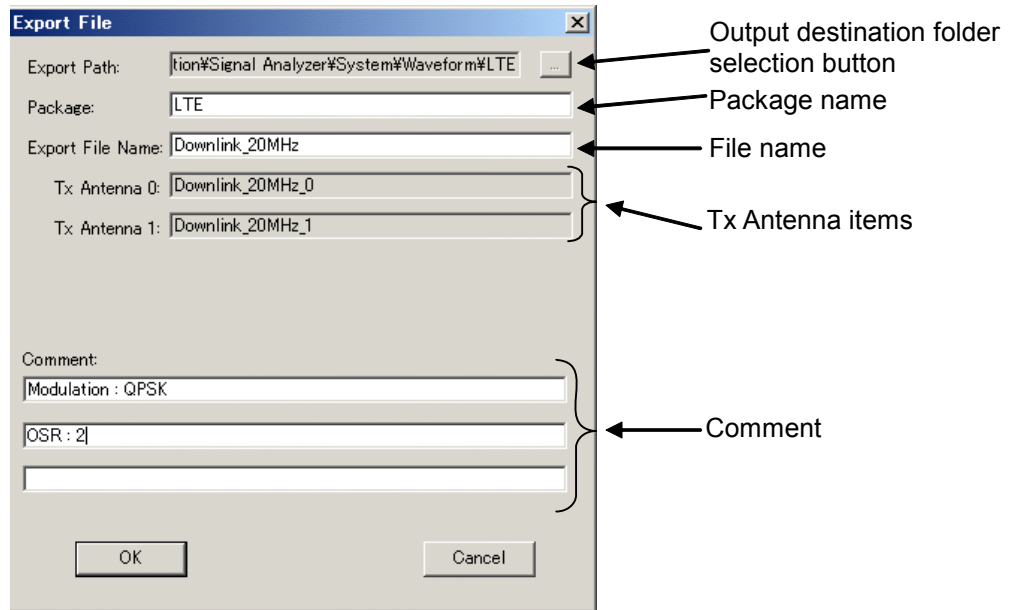 Export File
Export Path: tion¥Signal Analyzer¥System¥Waveform¥LTE ...
Output destination folder
selection button
Package: LTE
Package name
Export File Name: Downlink_20MHz
File name
Tx Antenna 0: Downlink_20MHz_0
Tx Antenna 1: Downlink_20MHz_1
Tx Antenna items
Comment:
Modulation : QPSK
OSR : 2
Comment
OK Cancel